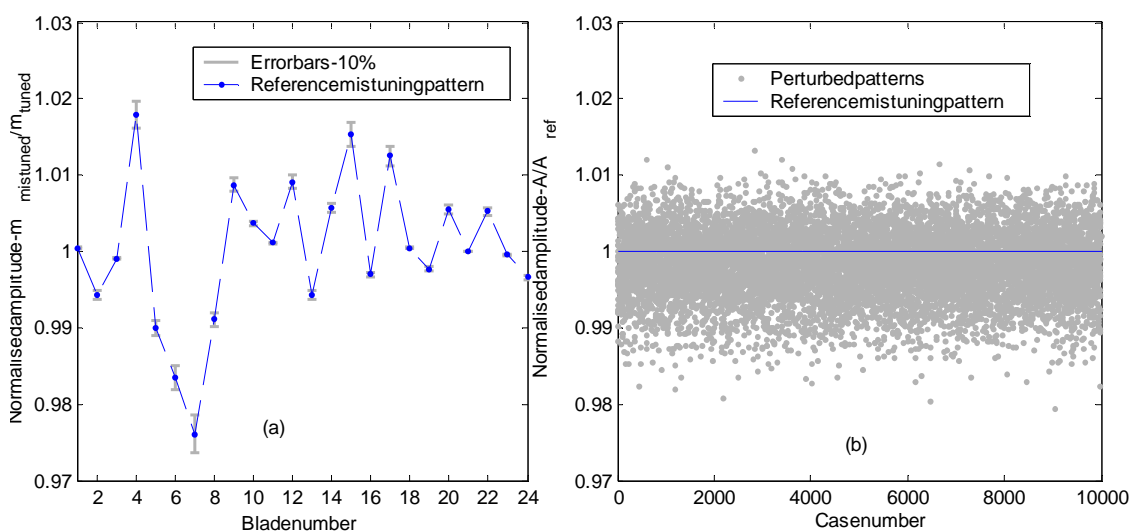 1.03
1.02
1.01
1
0.99
0.98
0.97
Normalisedamplitude-m mistuned/m tuned
Errorbars-10%
Referencemistuningpattern
(a)
2 4 6 8 10 12 14 16 18 20 22 24
Bladenumber
1.03
1.02
1.01
1
0.99
0.98
0.97
Normalisedamplitude-A/A ref
Perturbedpatterns
Referencemistuningpattern
(b)
0 2000 4000 6000 8000 10000
Casenumber